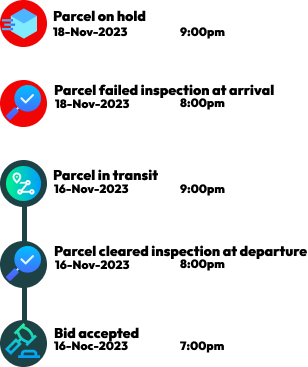 Parcel on hold
18-Nov-2023 9:00pm
Parcel failed inspection at arrival
18-Nov-2023 8:00pm
Parcel in transit
16-Nov-2023 9:00pm
Parcel cleared inspection at departure
16-Nov-2023 8:00pm
Bid accepted
16-Noc-2023 7:00pm